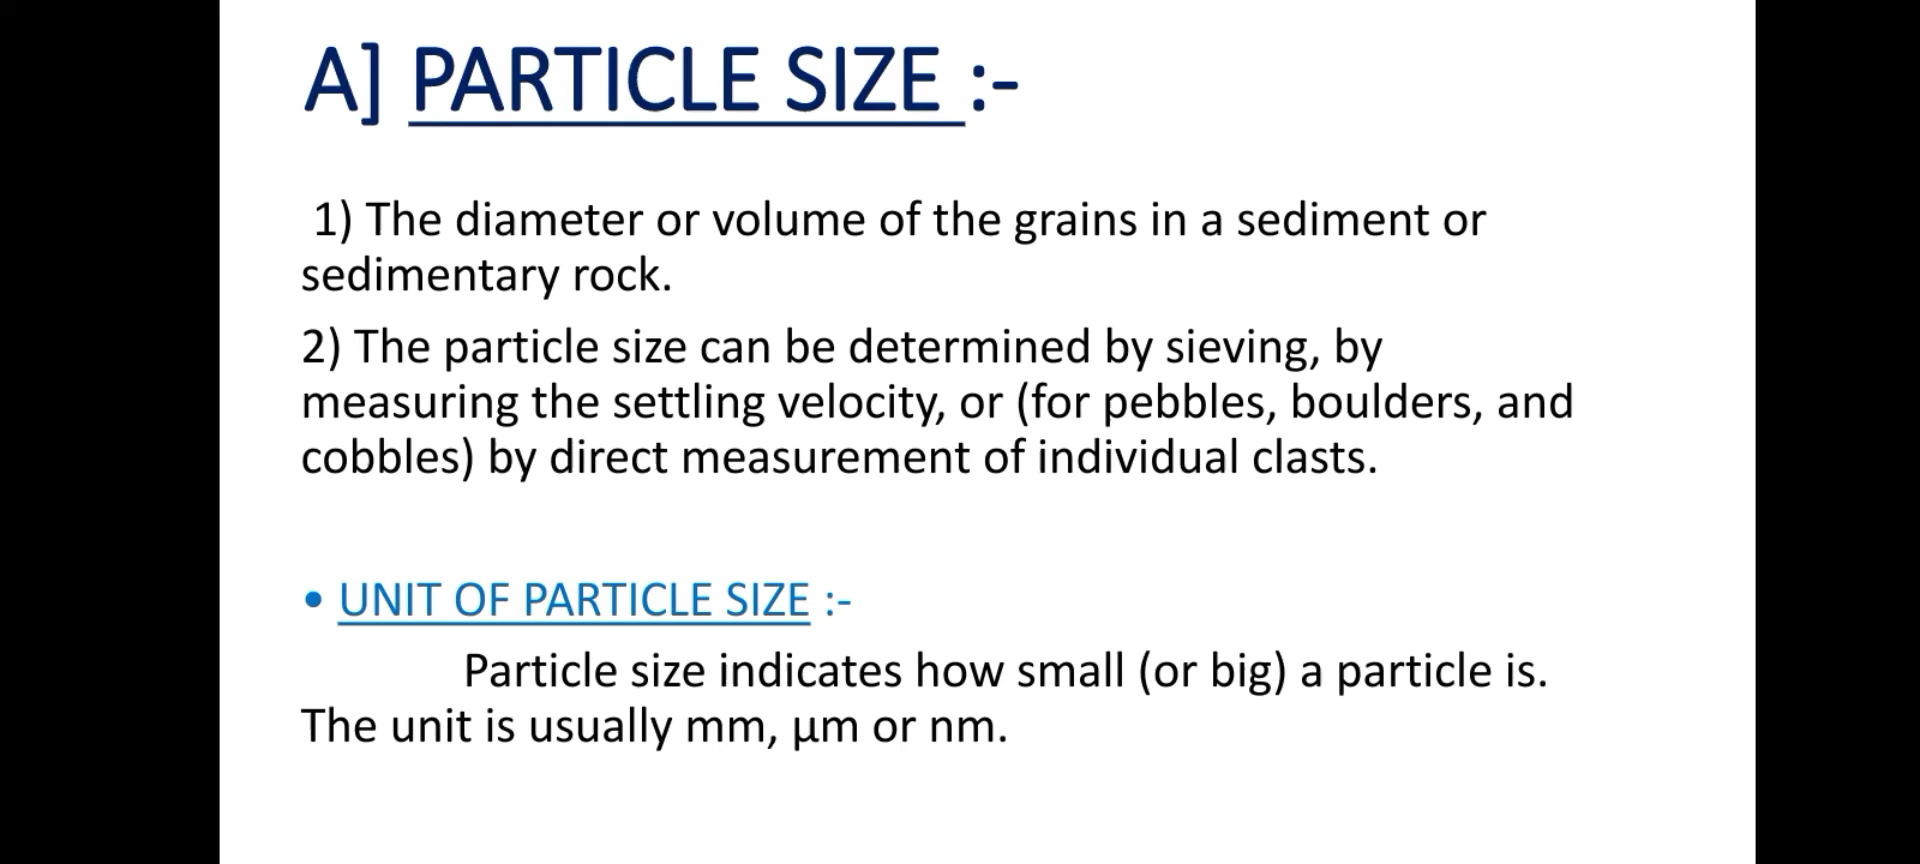 A] PARTICLE SIZE :-
1) The diameter or volume of the grains in a sediment or
sedimentary rock.
2) The particle size can be determined by sieving, by
measuring the settling velocity, or (for pebbles, boulders, and
cobbles) by direct measurement of individual clasts.
• UNIT OF PARTICLE SIZE :-
Particle size indicates how small (or big) a particle is.
The unit is usually mm, µm or nm.